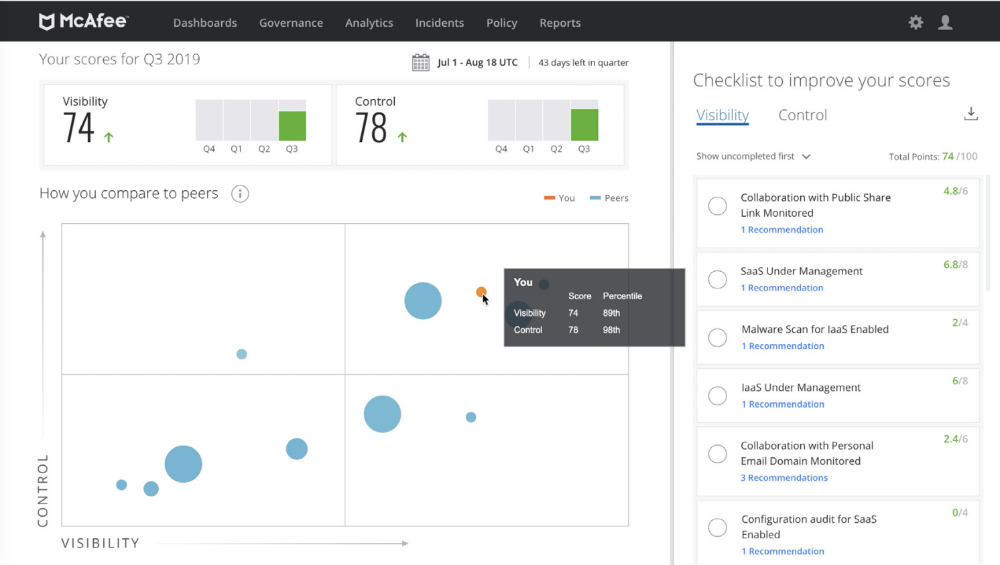 McAfee™
Dashboards Governance Analytics Incidents Policy Reports
Your scores for Q3 2019
Jul 1 - Aug 18 UTC 43 days left in quarter
Visibility
74
Q4 Q1 Q2 Q3
Control
78
Q4 Q1 Q2 Q3
How you compare to peers
You Peers
You
Score Percentile
Visibility 74 89th
Control 78 98th
CONTROL
VISIBILITY
Checklist to improve your scores
Visibility Control
Show uncompleted first Total Points: 74 /100
Collaboration with Public Share 4.8/6
Link Monitored
1 Recommendation
SaaS Under Management 6.8/8
1 Recommendation
Malware Scan for IaaS Enabled 2/4
1 Recommendation
IaaS Under Management 6/8
1 Recommendation
Collaboration with Personal 2.4/6
Email Domain Monitored
3 Recommendations
Configuration audit for SaaS 0/4
Enabled
1 Recommendation